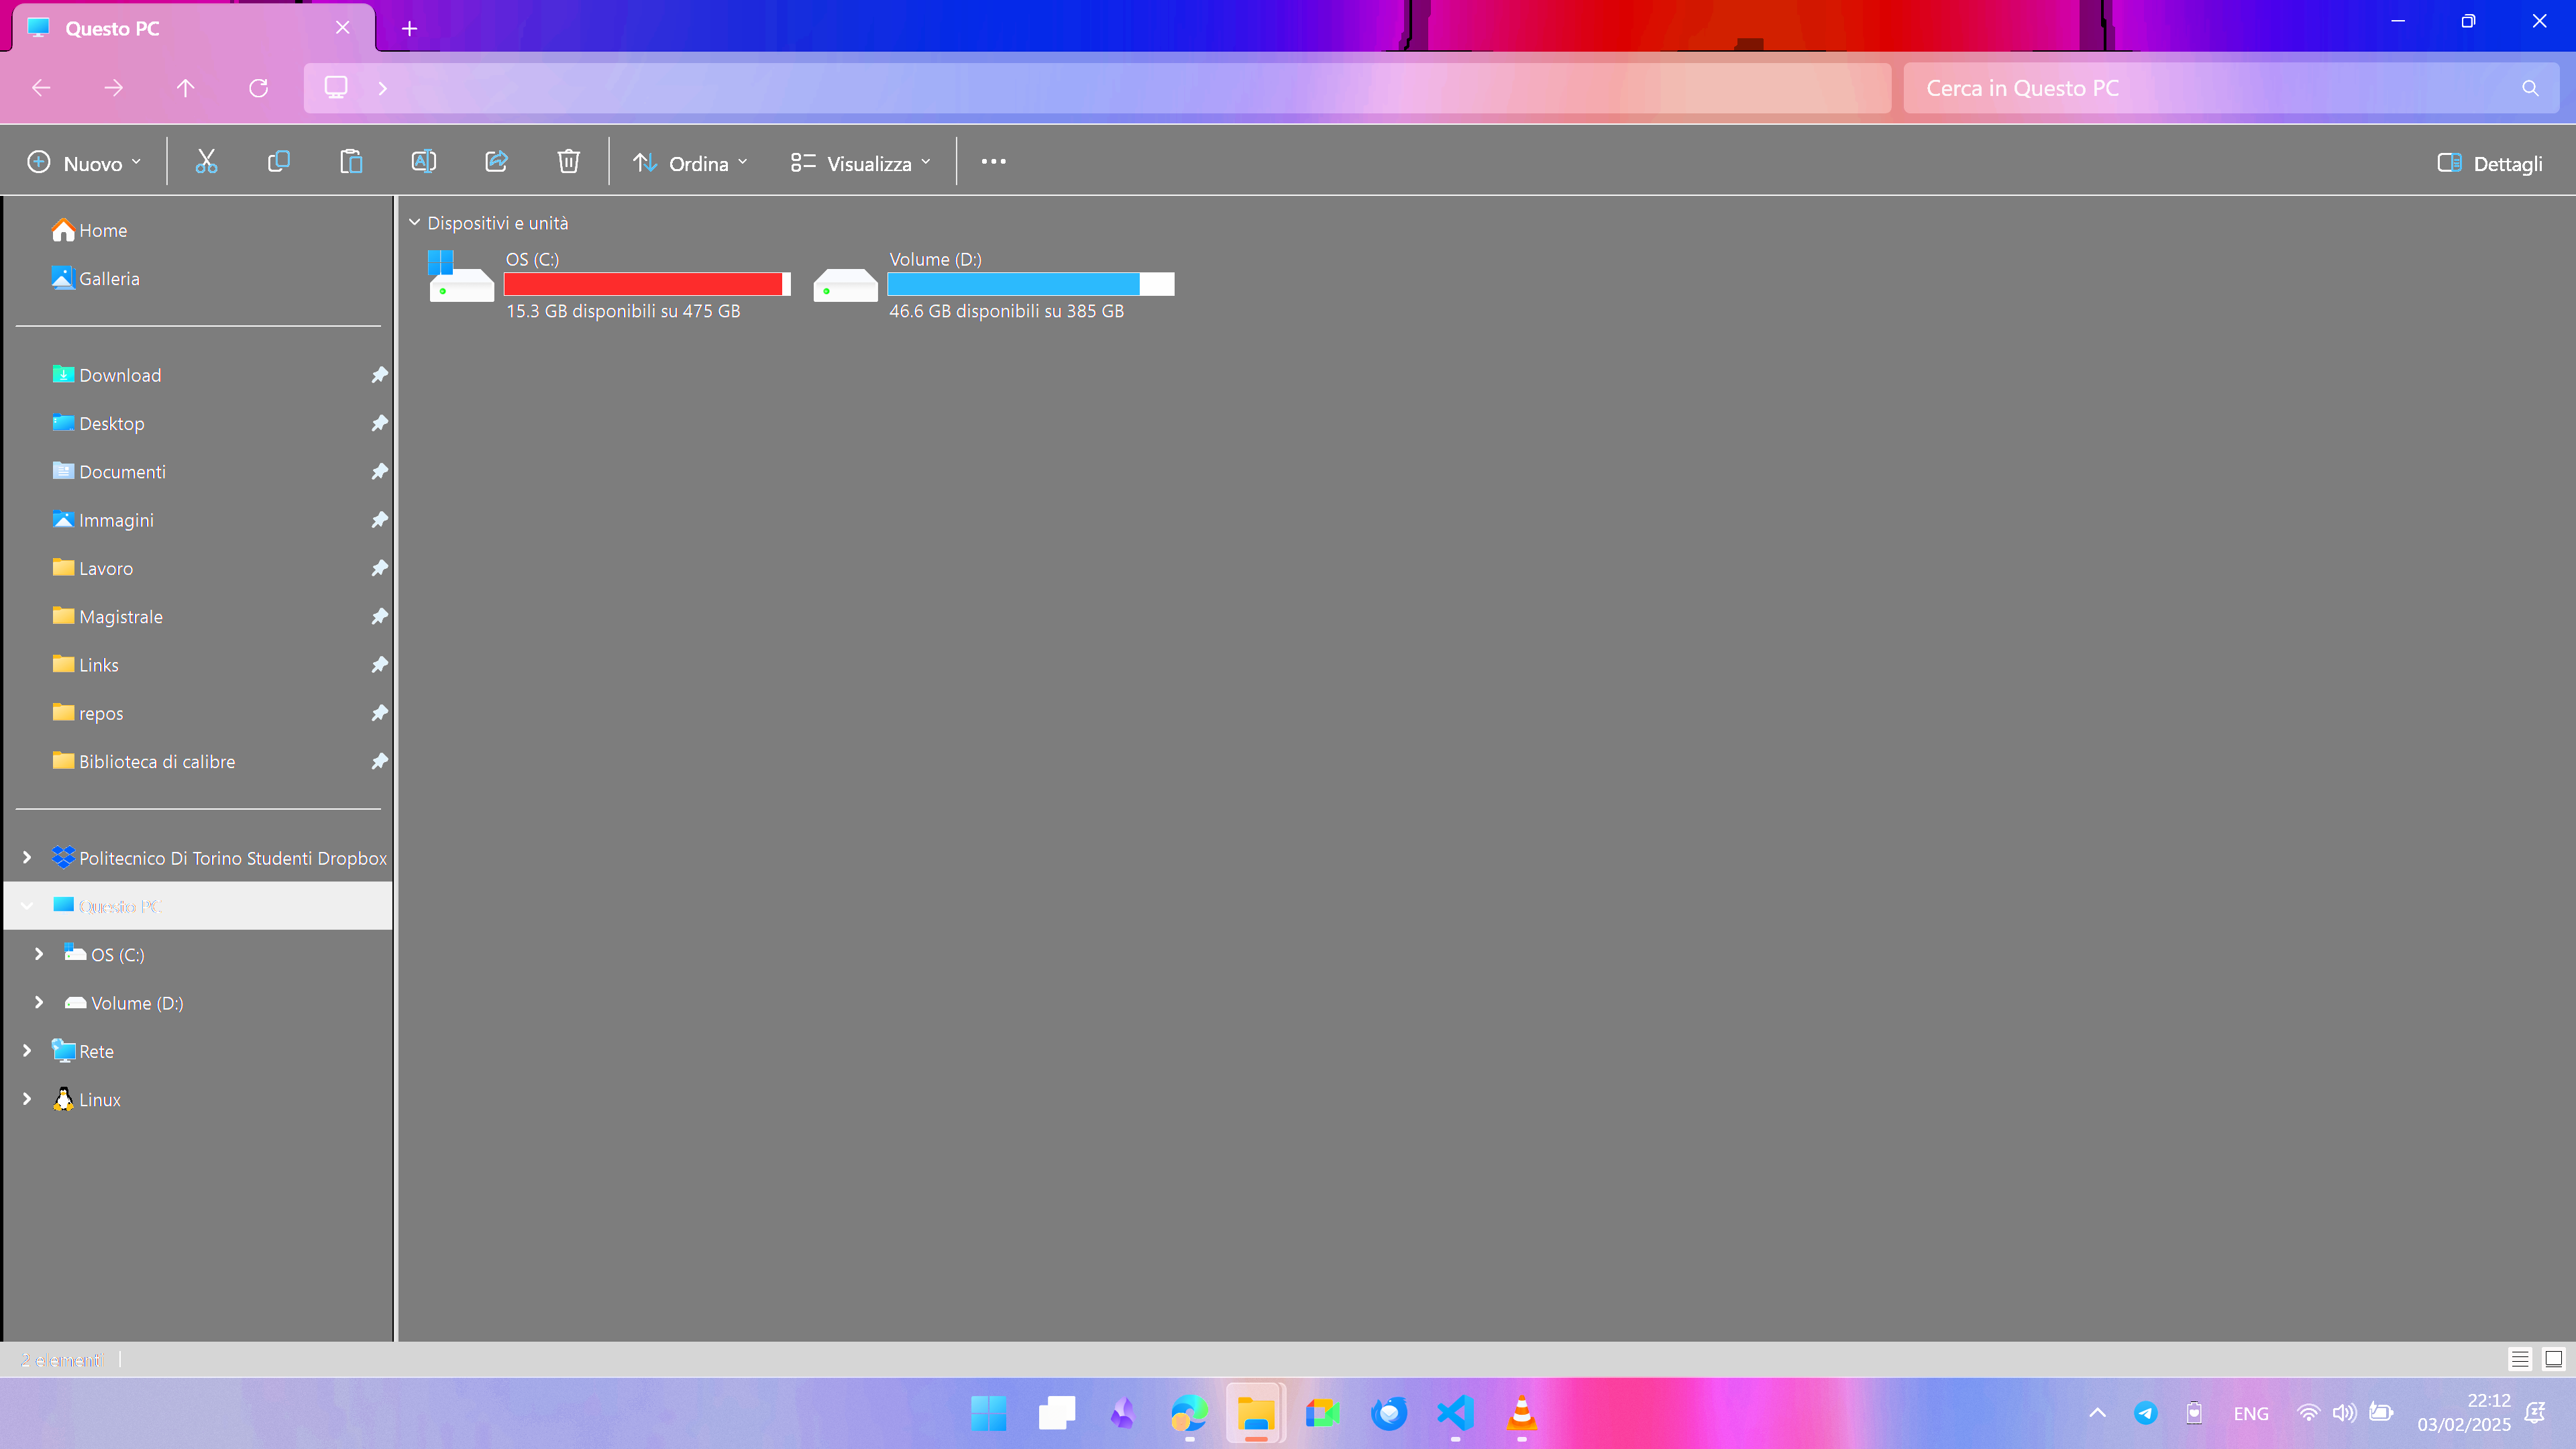 Questo PC
Cerca in Questo PC
Nuovo
Ordina
Visualizza
Dettagli
Home
Galleria
Download
Desktop
Documenti
Immagini
Lavoro
Magistrale
Links
repos
Biblioteca di calibre
Politecnico Di Torino Studenti Dropbox
Questo PC
OS (C:)
Volume (D:)
Rete
Linux
Dispositivi e unità
OS (C:)
15.3 GB disponibili su 475 GB
Volume (D:)
46.6 GB disponibili su 385 GB
2 elementi
ENG
22:12
03/02/2025